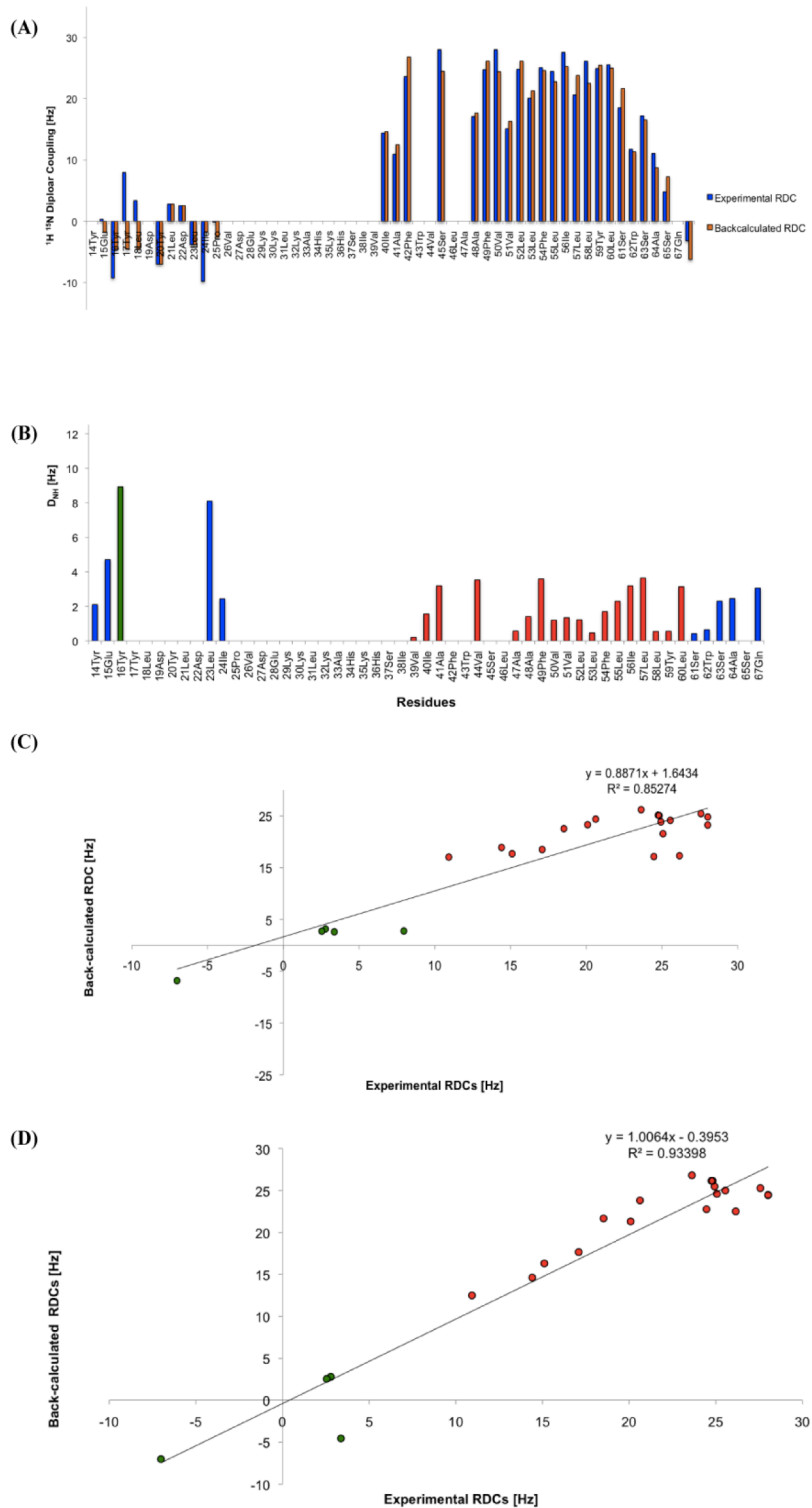 (A)
30
20
10
0
-10
¹H ¹⁵N Diploar Coupling [Hz]
14Tyr
15Glu
16Tyr
17Tyr
18Leu
19Asp
20Tyr
21Leu
22Asp
23Leu
24Ile
25Pro
26Val
27Asp
28Glu
29Lys
30Lys
31Leu
32Lys
33Ala
34His
35Lys
36His
37Ser
38Ile
39Val
40Ile
41Ala
42Phe
43Trp
44Val
45Ser
46Leu
47Ala
48Ala
49Phe
50Val
51Val
52Leu
53Leu
54Phe
55Leu
56Ile
57Leu
58Leu
59Tyr
60Leu
61Ser
62Trp
63Ser
64Ala
65Ser
67Gln
Experimental RDC
Backcalculated RDC
(B)
12
10
8
6
4
2
0
D_NH [Hz]
14Tyr
15Glu
16Tyr
17Tyr
18Leu
19Asp
20Tyr
21Leu
22Asp
23Leu
24Ile
25Pro
26Val
27Asp
28Glu
29Lys
30Lys
31Leu
32Lys
33Ala
34His
35Lys
36His
37Ser
38Ile
39Val
40Ile
41Ala
42Phe
43Trp
44Val
45Ser
46Leu
47Ala
48Ala
49Phe
50Val
51Val
52Leu
53Leu
54Phe
55Leu
56Ile
57Leu
58Leu
59Tyr
60Leu
61Ser
62Trp
63Ser
64Ala
65Ser
67Gln
Residues
(C)
y = 0.8871x + 1.6434
R² = 0.85274
25
15
5
-5
-15
-25
-10 -5 0 5 10 15 20 25 30
Back-calculated RDC [Hz]
Experimental RDCs [Hz]
(D)
y = 1.0064x - 0.3953
R² = 0.93398
30
25
20
15
10
5
0
-5
-10
-10 -5 0 5 10 15 20 25 30
Back-calculated RDCs [Hz]
Experimental RDCs [Hz]